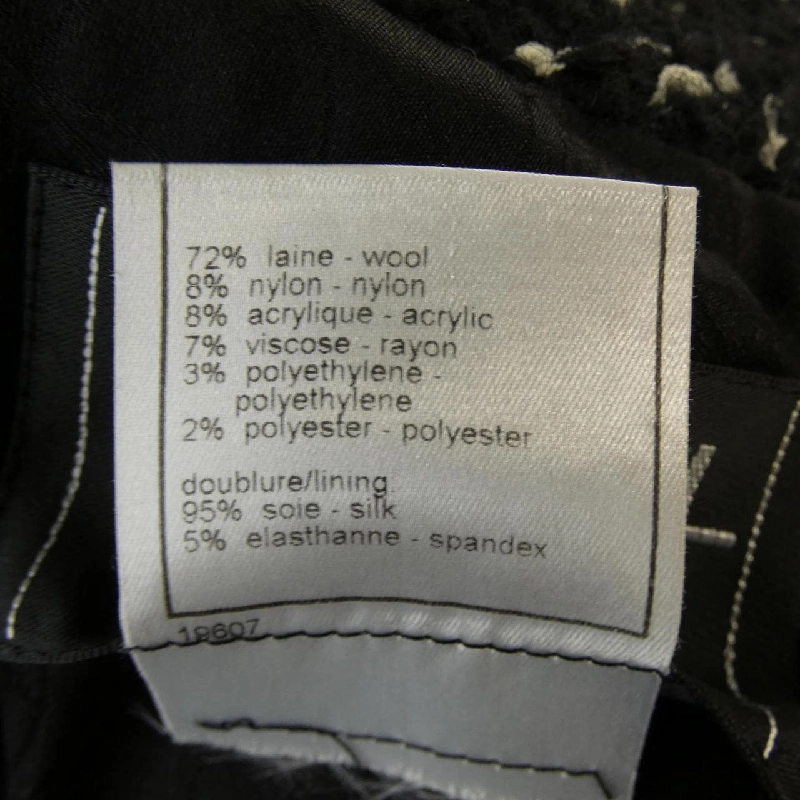 72% laine - wool
8% nylon - nylon
8% acrylique - acrylic
7% viscose - rayon
3% polyethylene -
polyethylene
2% polyester - polyester
doublure/lining:
95% soie - silk
5% elasthanne - spandex